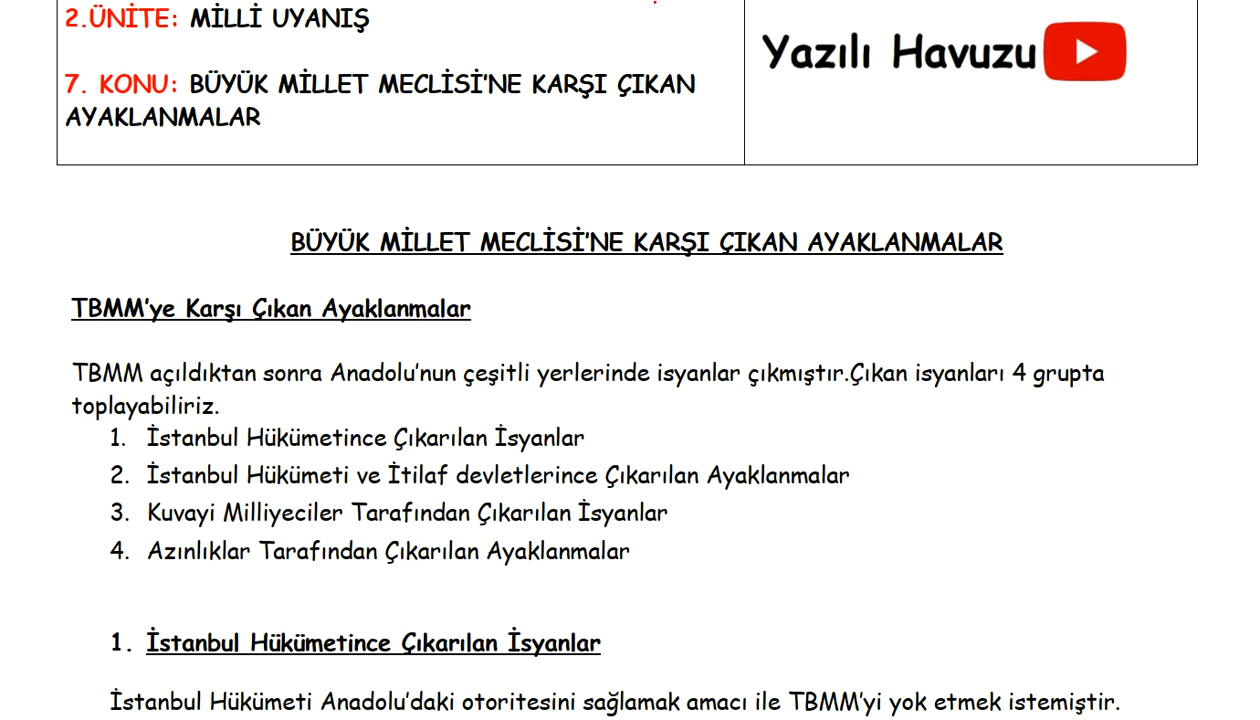 2.ÜNİTE: MİLLİ UYANIŞ
7. KONU: BÜYÜK MİLLET MECLİSİ'NE KARŞI ÇIKAN
AYAKLANMALAR
Yazılı Havuzu
BÜYÜK MİLLET MECLİSİ'NE KARŞI ÇIKAN AYAKLANMALAR
TBMM'ye Karşı Çıkan Ayaklanmalar
TBMM açıldıktan sonra Anadolu'nun çeşitli yerlerinde isyanlar çıkmıştır.Çıkan isyanları 4 grupta
toplayabiliriz.
1. İstanbul Hükümetince Çıkarılan İsyanlar
2. İstanbul Hükümeti ve İtilaf devletlerince Çıkarılan Ayaklanmalar
3. Kuvayi Milliyeciler Tarafından Çıkarılan İsyanlar
4. Azınlıklar Tarafından Çıkarılan Ayaklanmalar
1. İstanbul Hükümetince Çıkarılan İsyanlar
İstanbul Hükümeti Anadolu'daki otoritesini sağlamak amacı ile TBMM'yi yok etmek istemiştir.